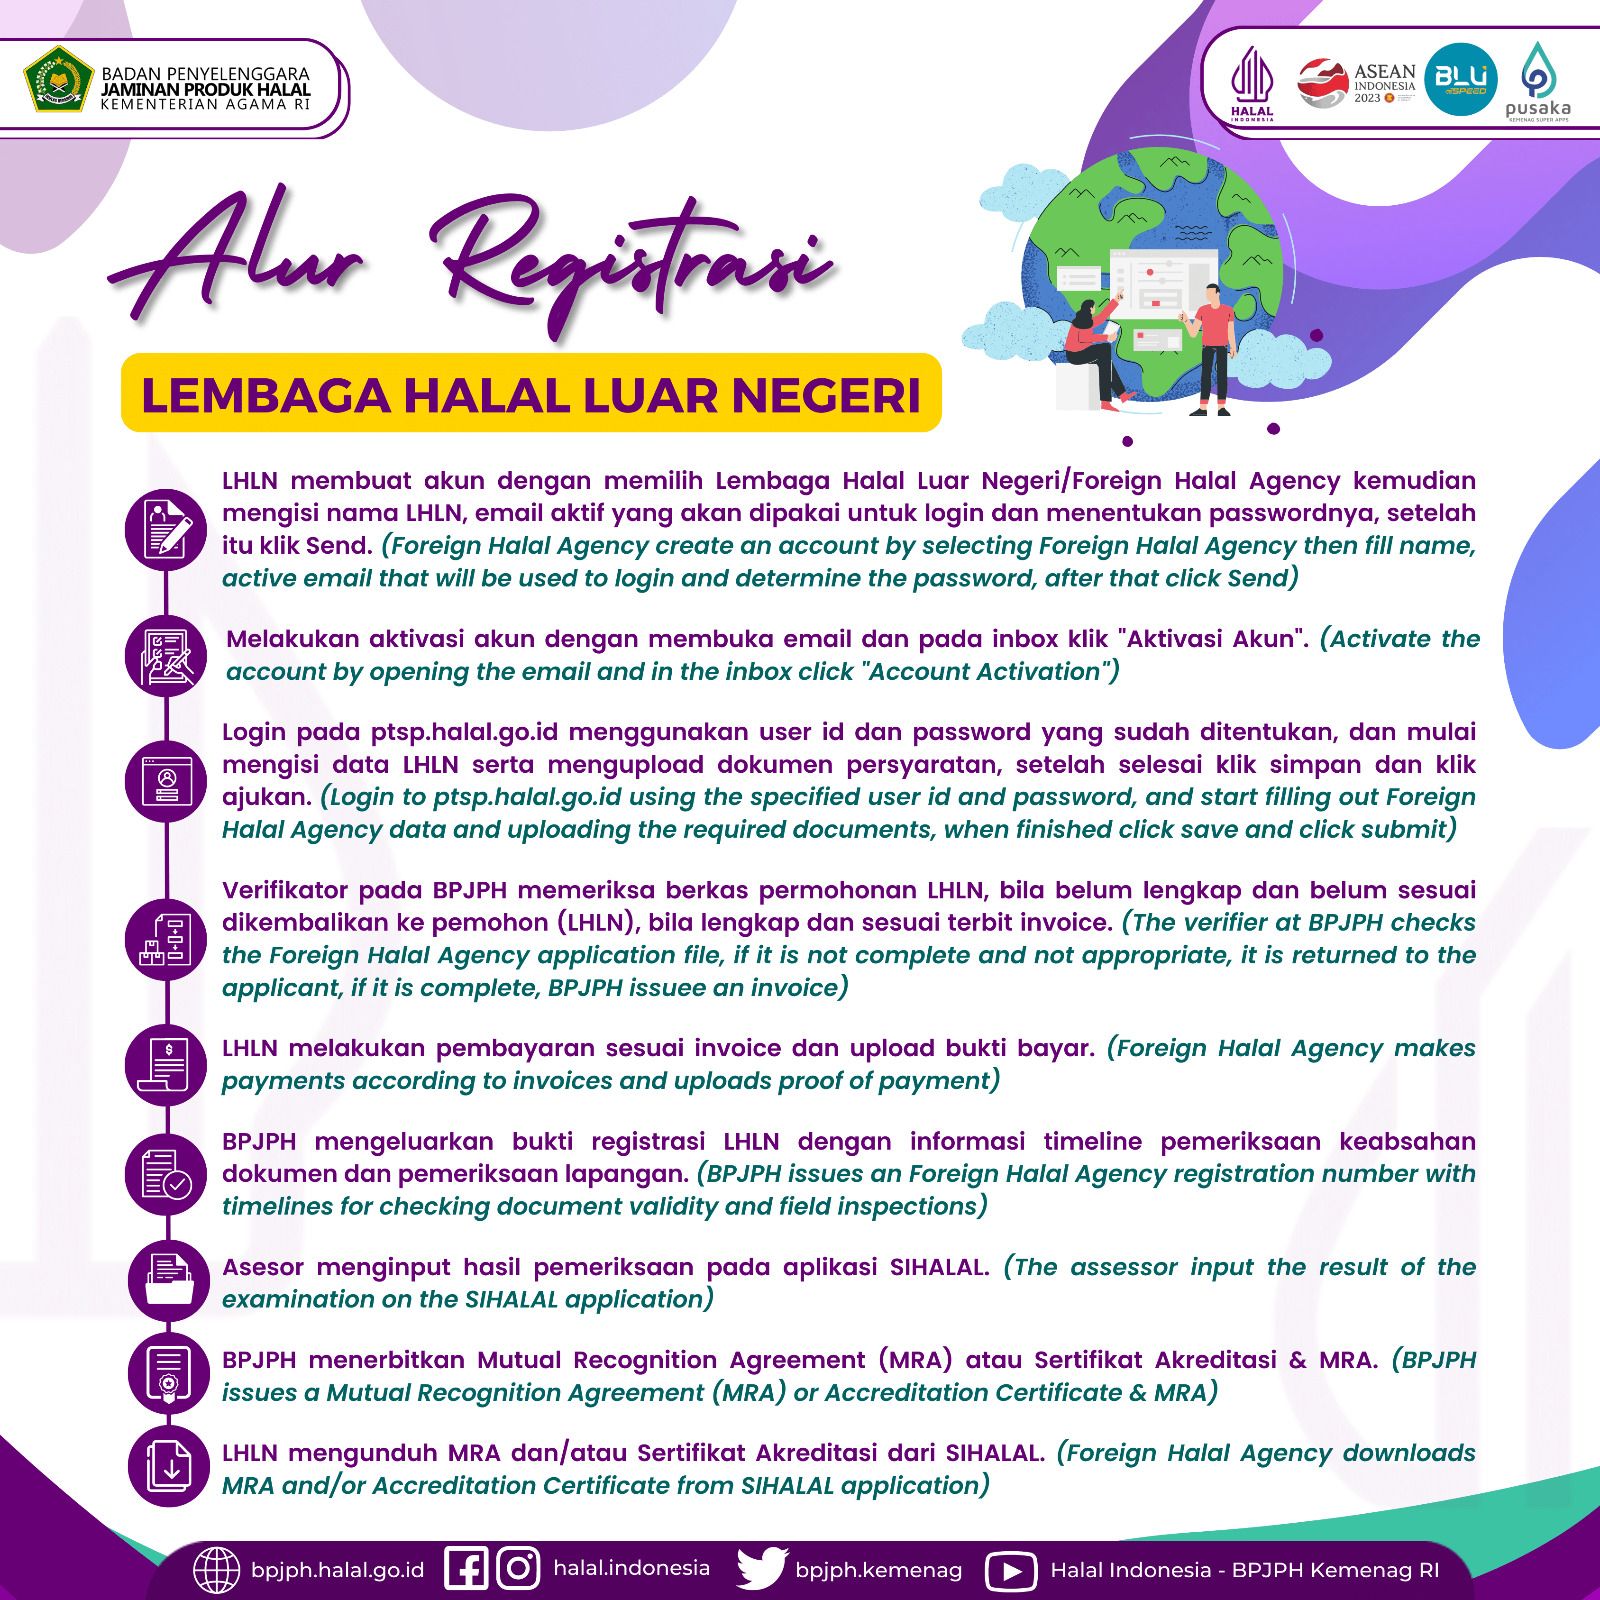 BADAN PENYELENGGARA
JAMINAN PRODUK HALAL
KEMENTERIAN AGAMA RI
HALAL
INDONESIA
ASEAN
INDONESIA
2023
BLU
SPEED
pusaka
KEMENAG SUPER APPS
Alur Registrasi
LEMBAGA HALAL LUAR NEGERI
LHLN membuat akun dengan memilih Lembaga Halal Luar Negeri/Foreign Halal Agency kemudian
mengisi nama LHLN, email aktif yang akan dipakai untuk login dan menentukan passwordnya, setelah
itu klik Send. (Foreign Halal Agency create an account by selecting Foreign Halal Agency then fill name,
active email that will be used to login and determine the password, after that click Send)
Melakukan aktivasi akun dengan membuka email dan pada inbox klik "Aktivasi Akun". (Activate the
account by opening the email and in the inbox click "Account Activation")
Login pada ptsp.halal.go.id menggunakan user id dan password yang sudah ditentukan, dan mulai
mengisi data LHLN serta mengupload dokumen persyaratan, setelah selesai klik simpan dan klik
ajukan. (Login to ptsp.halal.go.id using the specified user id and password, and start filling out Foreign
Halal Agency data and uploading the required documents, when finished click save and click submit)
Verifikator pada BPJPH memeriksa berkas permohonan LHLN, bila belum lengkap dan belum sesuai
dikembalikan ke pemohon (LHLN), bila lengkap dan sesuai terbit invoice. (The verifier at BPJPH checks
the Foreign Halal Agency application file, if it is not complete and not appropriate, it is returned to the
applicant, if it is complete, BPJPH issuee an invoice)
LHLN melakukan pembayaran sesuai invoice dan upload bukti bayar. (Foreign Halal Agency makes
payments according to invoices and uploads proof of payment)
BPJPH mengeluarkan bukti registrasi LHLN dengan informasi timeline pemeriksaan keabsahan
dokumen dan pemeriksaan lapangan. (BPJPH issues an Foreign Halal Agency registration number with
timelines for checking document validity and field inspections)
Asesor menginput hasil pemeriksaan pada aplikasi SIHALAL. (The assessor input the result of the
examination on the SIHALAL application)
BPJPH menerbitkan Mutual Recognition Agreement (MRA) atau Sertifikat Akreditasi & MRA. (BPJPH
issues a Mutual Recognition Agreement (MRA) or Accreditation Certificate & MRA)
LHLN mengunduh MRA dan/atau Sertifikat Akreditasi dari SIHALAL. (Foreign Halal Agency downloads
MRA and/or Accreditation Certificate from SIHALAL application)
bpjph.halal.go.id halal.indonesia bpjph.kemenag Halal Indonesia - BPJPH Kemenag RI